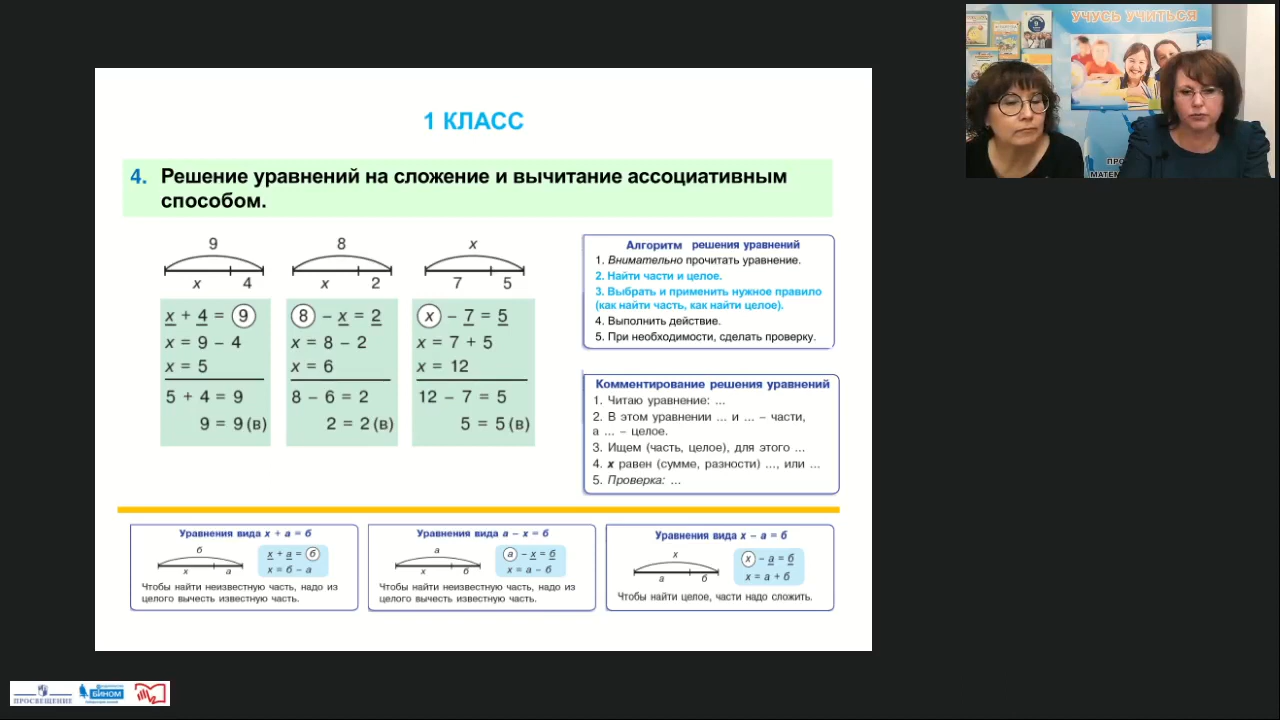 УЧУСЬ УЧИТЬСЯ
1 КЛАСС
4. Решение уравнений на сложение и вычитание ассоциативным
способом.
9
x 4
x + 4 = 9
x = 9 – 4
x = 5
5 + 4 = 9
9 = 9 (в)
8
x 2
8 – x = 2
x = 8 – 2
x = 6
8 – 6 = 2
2 = 2 (в)
x
7 5
x – 7 = 5
x = 7 + 5
x = 12
12 – 7 = 5
5 = 5 (в)
Алгоритм решения уравнений
1. Внимательно прочитать уравнение.
2. Найти части и целое.
3. Выбрать и применить нужное правило
(как найти часть, как найти целое).
4. Выполнить действие.
5. При необходимости, сделать проверку.
Комментирование решения уравнений
1. Читаю уравнение: ...
2. В этом уравнении ... и ... – части,
а ... – целое.
3. Ищем (часть, целое), для этого ...
4. x равен (сумме, разности) ..., или ...
5. Проверка: ...
Уравнения вида x + а = б
б
x а
x + а = б
x = б – а
Чтобы найти неизвестную часть, надо из
целого вычесть известную часть.
Уравнения вида а – x = б
а
x б
а – x = б
x = а – б
Чтобы найти неизвестную часть, надо из
целого вычесть известную часть.
Уравнения вида x – а = б
x
а б
x – а = б
x = а + б
Чтобы найти целое, части надо сложить.
ПРОСВЕЩЕНИЕ
БИНОМ